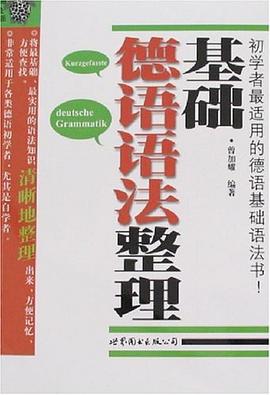 初学者最适用的德语基础语法书！
基础
德语语法整理
·曾加耀 编著
Kurzgefasste
deutsche
Grammatik
将最基础、最实用的语法知识清晰地整理出来，方便记忆、
方便查找。
非常适用于各类德语初学者，尤其是自学者。
世界图书出版公司